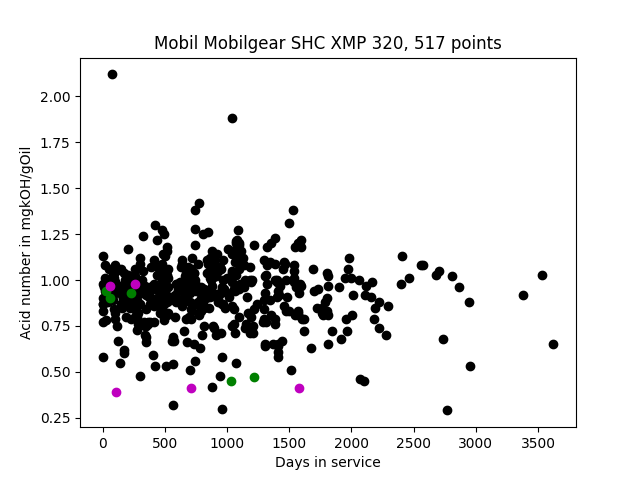 Mobil Mobilgear SHC XMP 320, 517 points
Acid number in mgKOH/gOil
2.00
1.75
1.50
1.25
1.00
0.75
0.50
0.25
0 500 1000 1500 2000 2500 3000 3500
Days in service